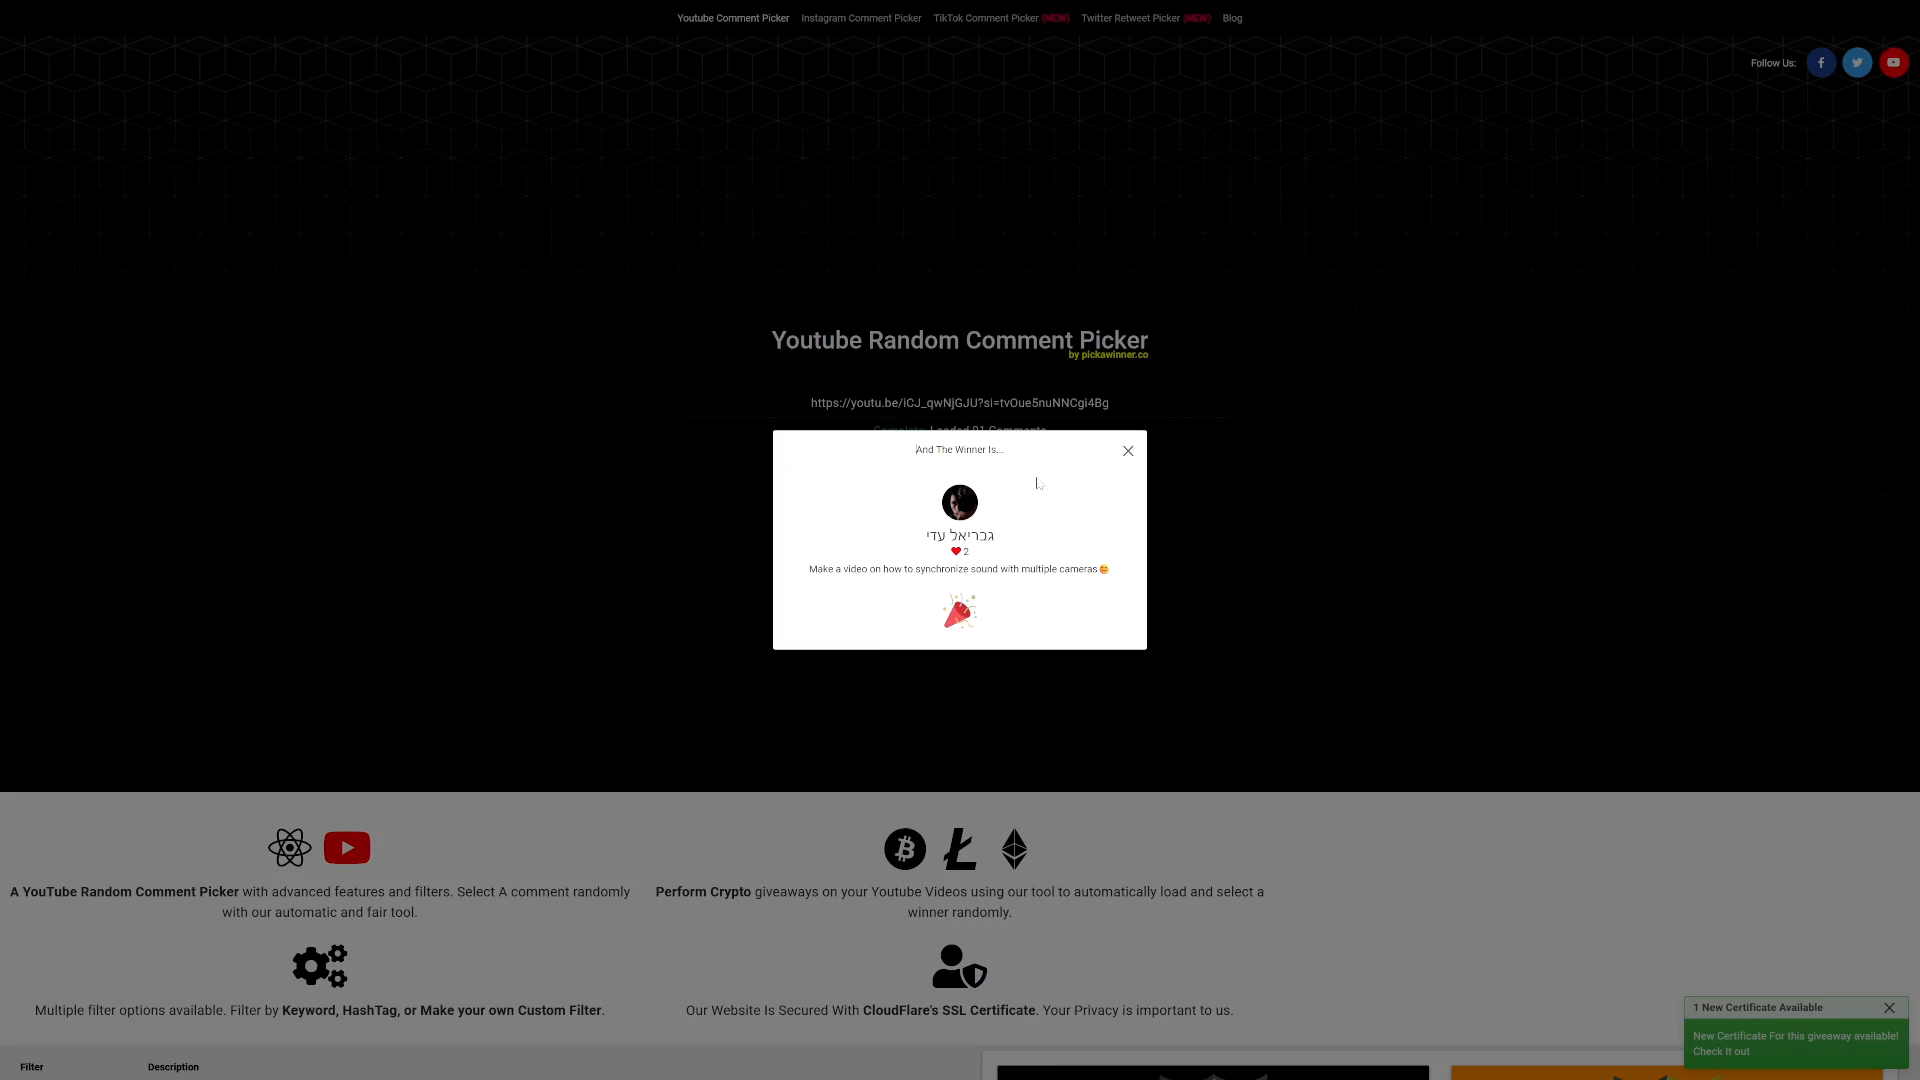 Youtube Comment Picker Instagram Comment Picker TikTok Comment Picker (NEW) Twitter Retweet Picker (NEW) Blog
Follow Us:
Youtube Random Comment Picker
by pickawinner.co
https://youtu.be/iCJ_qwNjGJU?si=tvOue5nuNNCgi4Bg
And The Winner Is...
גבריאל עדי
2
Make a video on how to synchronize sound with multiple cameras😊
A YouTube Random Comment Picker with advanced features and filters. Select A comment randomly
with our automatic and fair tool.
Perform Crypto giveaways on your Youtube Videos using our tool to automatically load and select a
winner randomly.
Multiple filter options available. Filter by Keyword, HashTag, or Make your own Custom Filter.
Our Website Is Secured With CloudFlare's SSL Certificate. Your Privacy is important to us.
1 New Certificate Available
New Certificate For this giveaway available!
Check It out
Filter Description